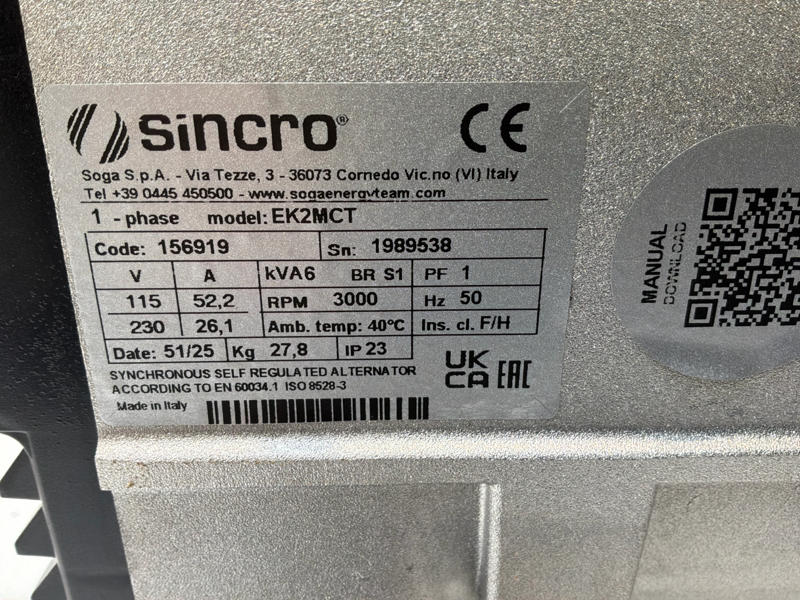 sincro® CE
Soga S.p.A. - Via Tezze, 3 - 36073 Cornedo Vic.no (VI) Italy
Tel +39 0445 450500 - www.sogaenergyteam.com
1 - phase model: EK2MCT
Code: 156919 Sn: 1989538
V A kVA6 BR S1 PF 1
115 52,2 RPM 3000 Hz 50
230 26,1 Amb. temp: 40°C Ins. cl. F/H
Date: 51/25 Kg 27,8 IP 23
SYNCHRONOUS SELF REGULATED ALTERNATOR
ACCORDING TO EN 60034.1 ISO 8528-3
UK
CA EAC
Made in Italy
MANUAL
DOWNLOAD